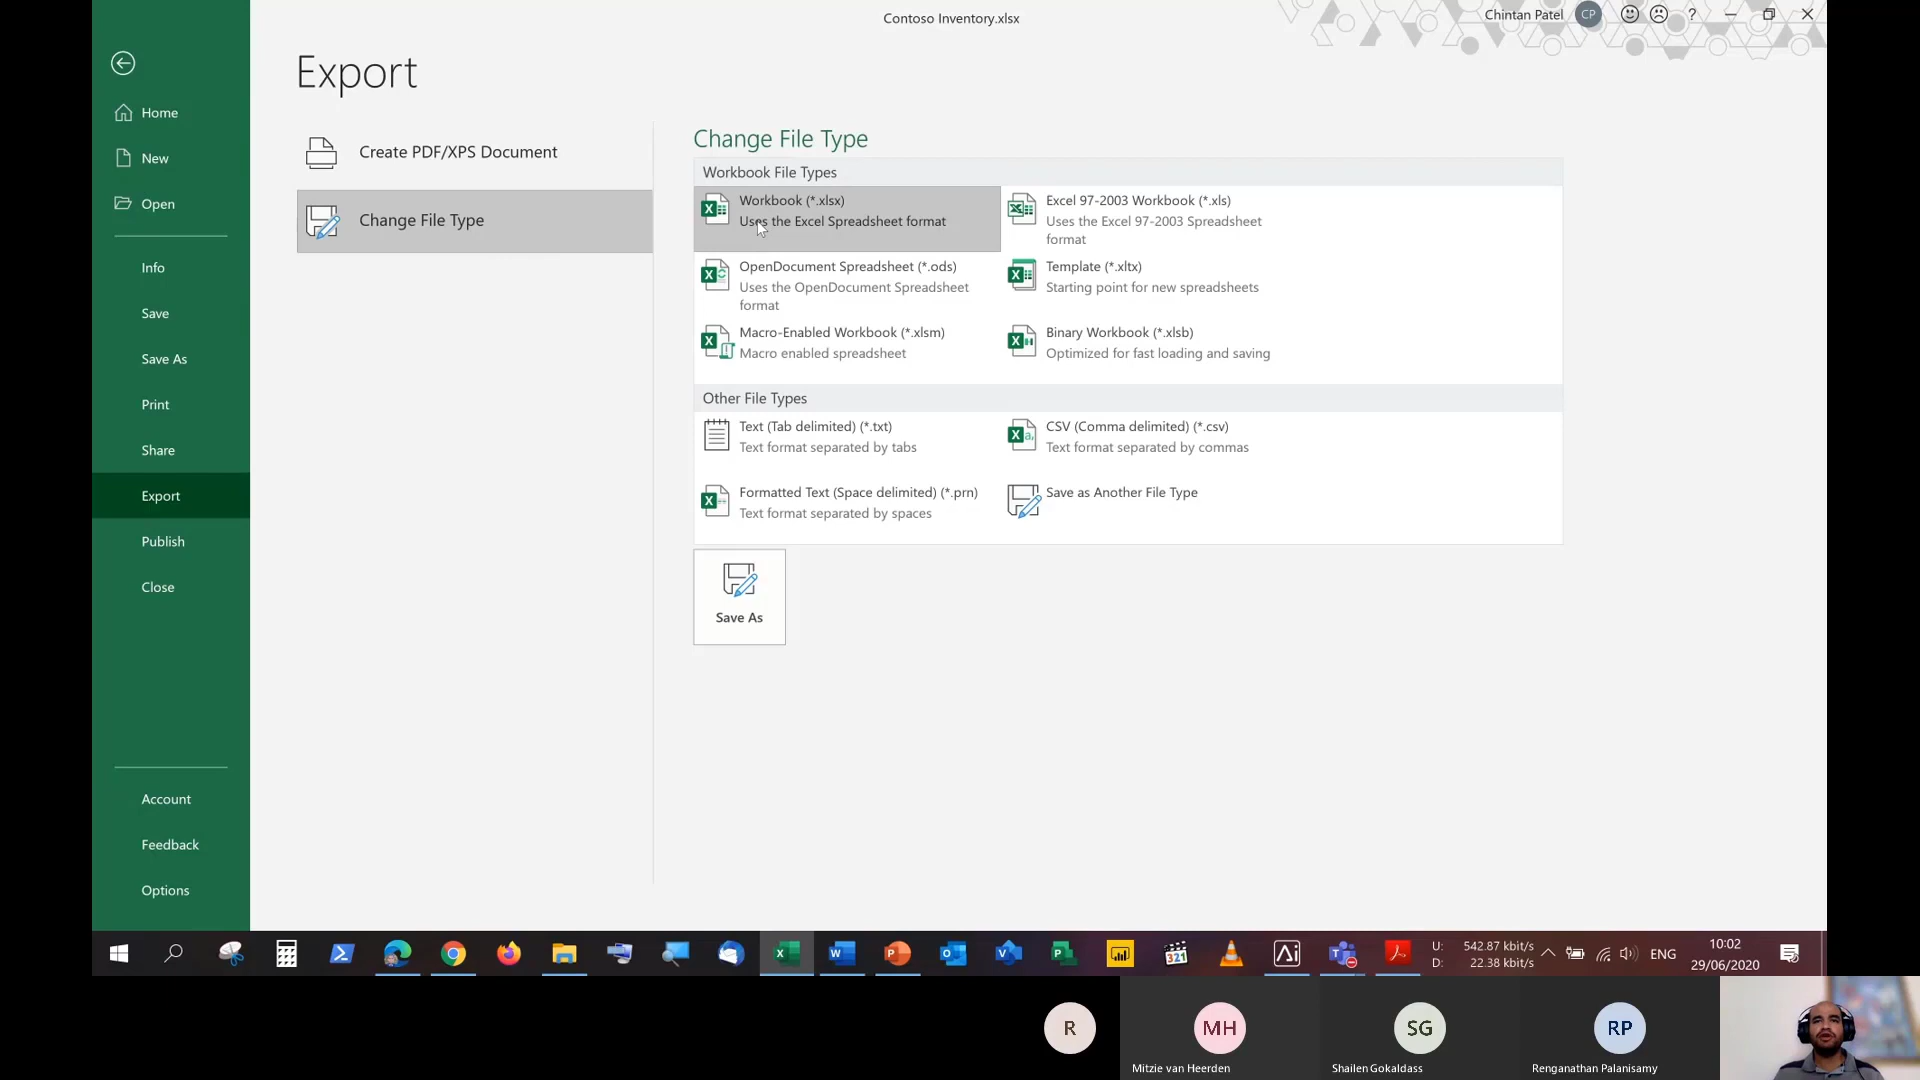 Contoso Inventory.xlsx
Chintan Patel
CP
?
Home
New
Open
Info
Save
Save As
Print
Share
Export
Publish
Close
Account
Feedback
Options
Export
Create PDF/XPS Document
Change File Type
Change File Type
Workbook File Types
Workbook (*.xlsx)
Uses the Excel Spreadsheet format
Excel 97-2003 Workbook (*.xls)
Uses the Excel 97-2003 Spreadsheet
format
OpenDocument Spreadsheet (*.ods)
Uses the OpenDocument Spreadsheet
format
Template (*.xltx)
Starting point for new spreadsheets
Macro-Enabled Workbook (*.xlsm)
Macro enabled spreadsheet
Binary Workbook (*.xlsb)
Optimized for fast loading and saving
Other File Types
Text (Tab delimited) (*.txt)
Text format separated by tabs
CSV (Comma delimited) (*.csv)
Text format separated by commas
Formatted Text (Space delimited) (*.prn)
Text format separated by spaces
Save as Another File Type
Save As
U: 542.87 kbit/s
D: 22.38 kbit/s
ENG
10:02
29/06/2020
R
MH
Mitzie van Heerden
SG
Shailen Gokaldass
RP
Renganathan Palanisamy